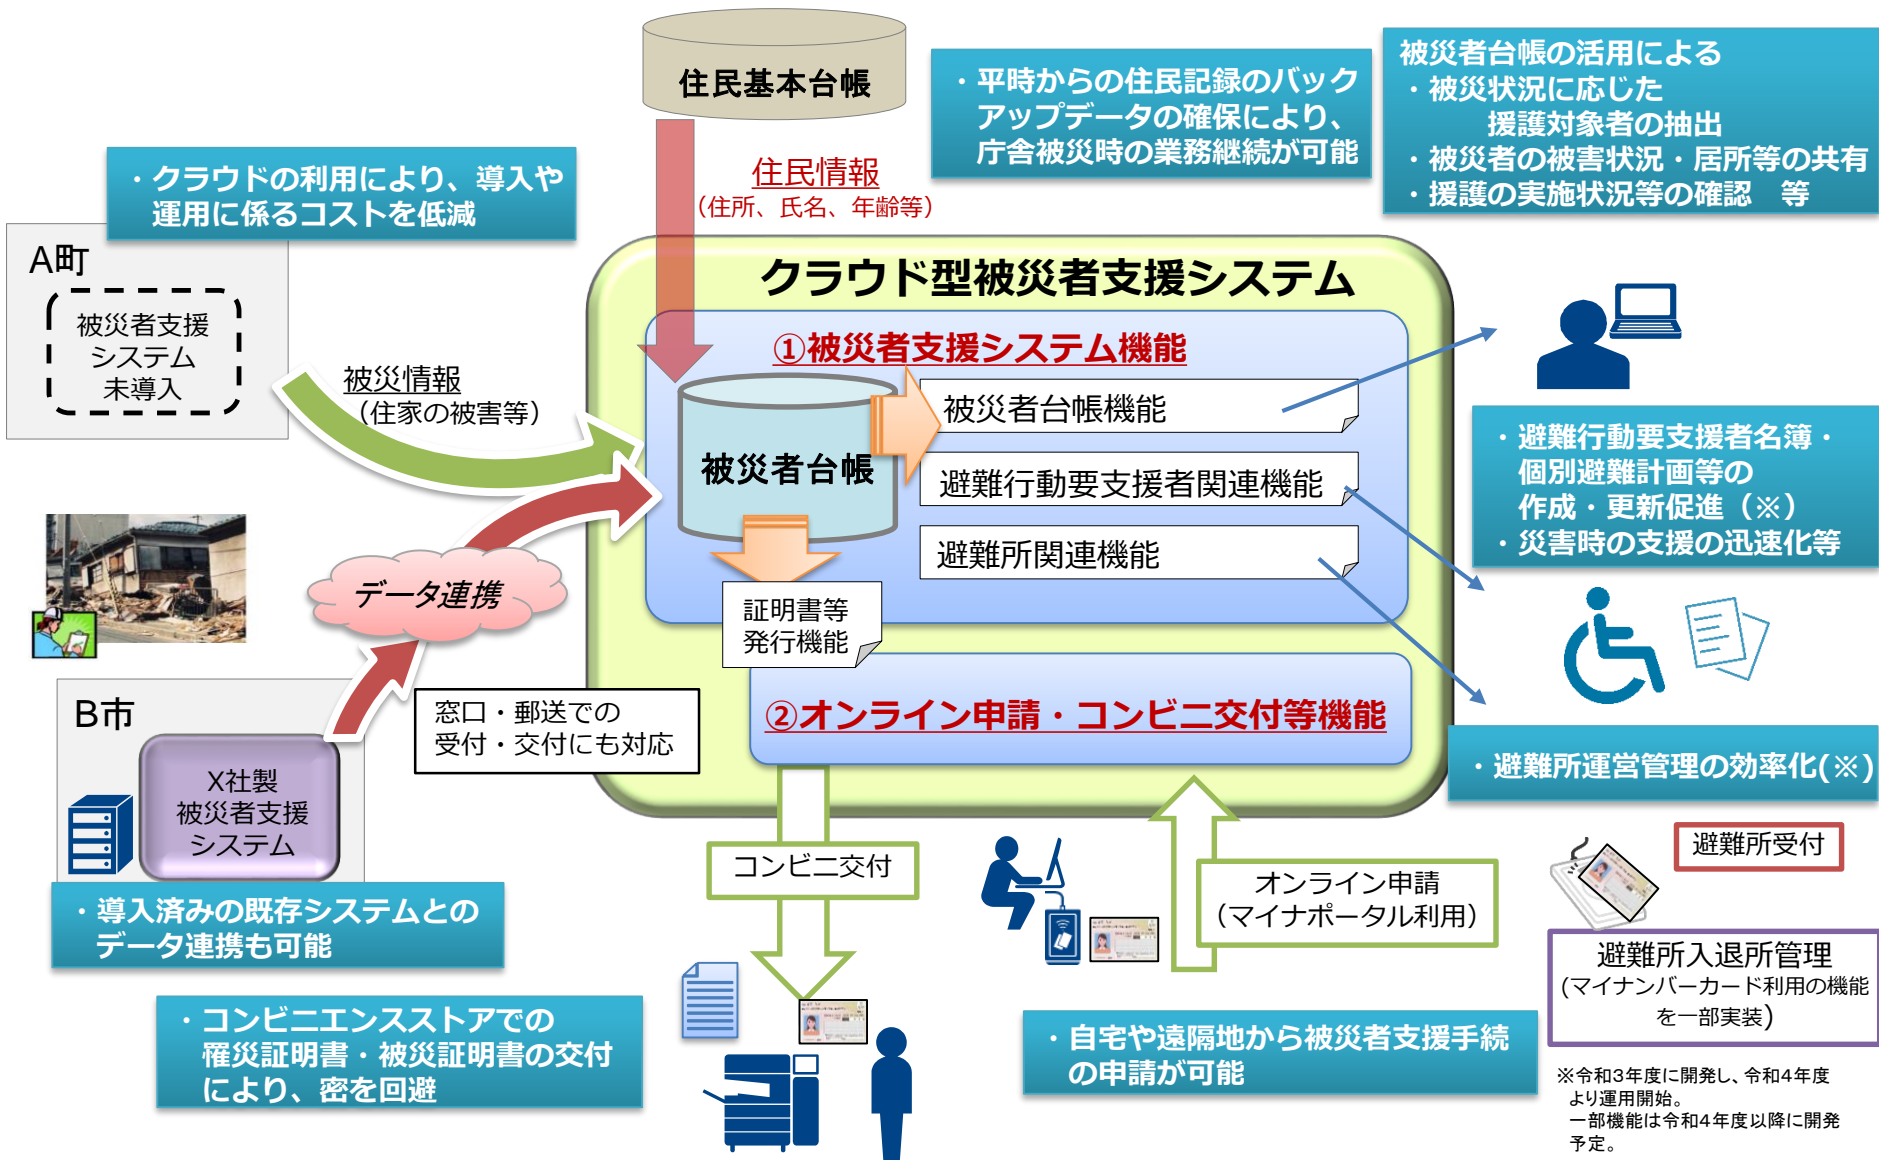 住民基本台帳
・平時からの住民記録のバック
アップデータの確保により、
庁舎被災時の業務継続が可能
被災者台帳の活用による
・被災状況に応じた
援護対象者の抽出
・被災者の被害状況・居所等の共有
・援護の実施状況等の確認　等
・クラウドの利用により、導入や
運用に係るコストを低減
住民情報
（住所、氏名、年齢等）
A町
被災者支援
システム
未導入
被災情報
（住家の被害等）
クラウド型被災者支援システム
①被災者支援システム機能
被災者台帳
被災者台帳機能
避難行動要支援者関連機能
避難所関連機能
証明書等
発行機能
・避難行動要支援者名簿・
個別避難計画等の
作成・更新促進（※）
・災害時の支援の迅速化等
データ連携
B市
X社製
被災者支援
システム
窓口・郵送での
受付・交付にも対応
②オンライン申請・コンビニ交付等機能
・避難所運営管理の効率化(※)
・導入済みの既存システムとの
データ連携も可能
コンビニ交付
オンライン申請
（マイナポータル利用）
避難所受付
避難所入退所管理
(マイナンバーカード利用の機能
を一部実装)
・コンビニエンスストアでの
罹災証明書・被災証明書の交付
により、密を回避
・自宅や遠隔地から被災者支援手続
の申請が可能
※令和3年度に開発し、令和4年度
より運用開始。
一部機能は令和4年度以降に開発
予定。